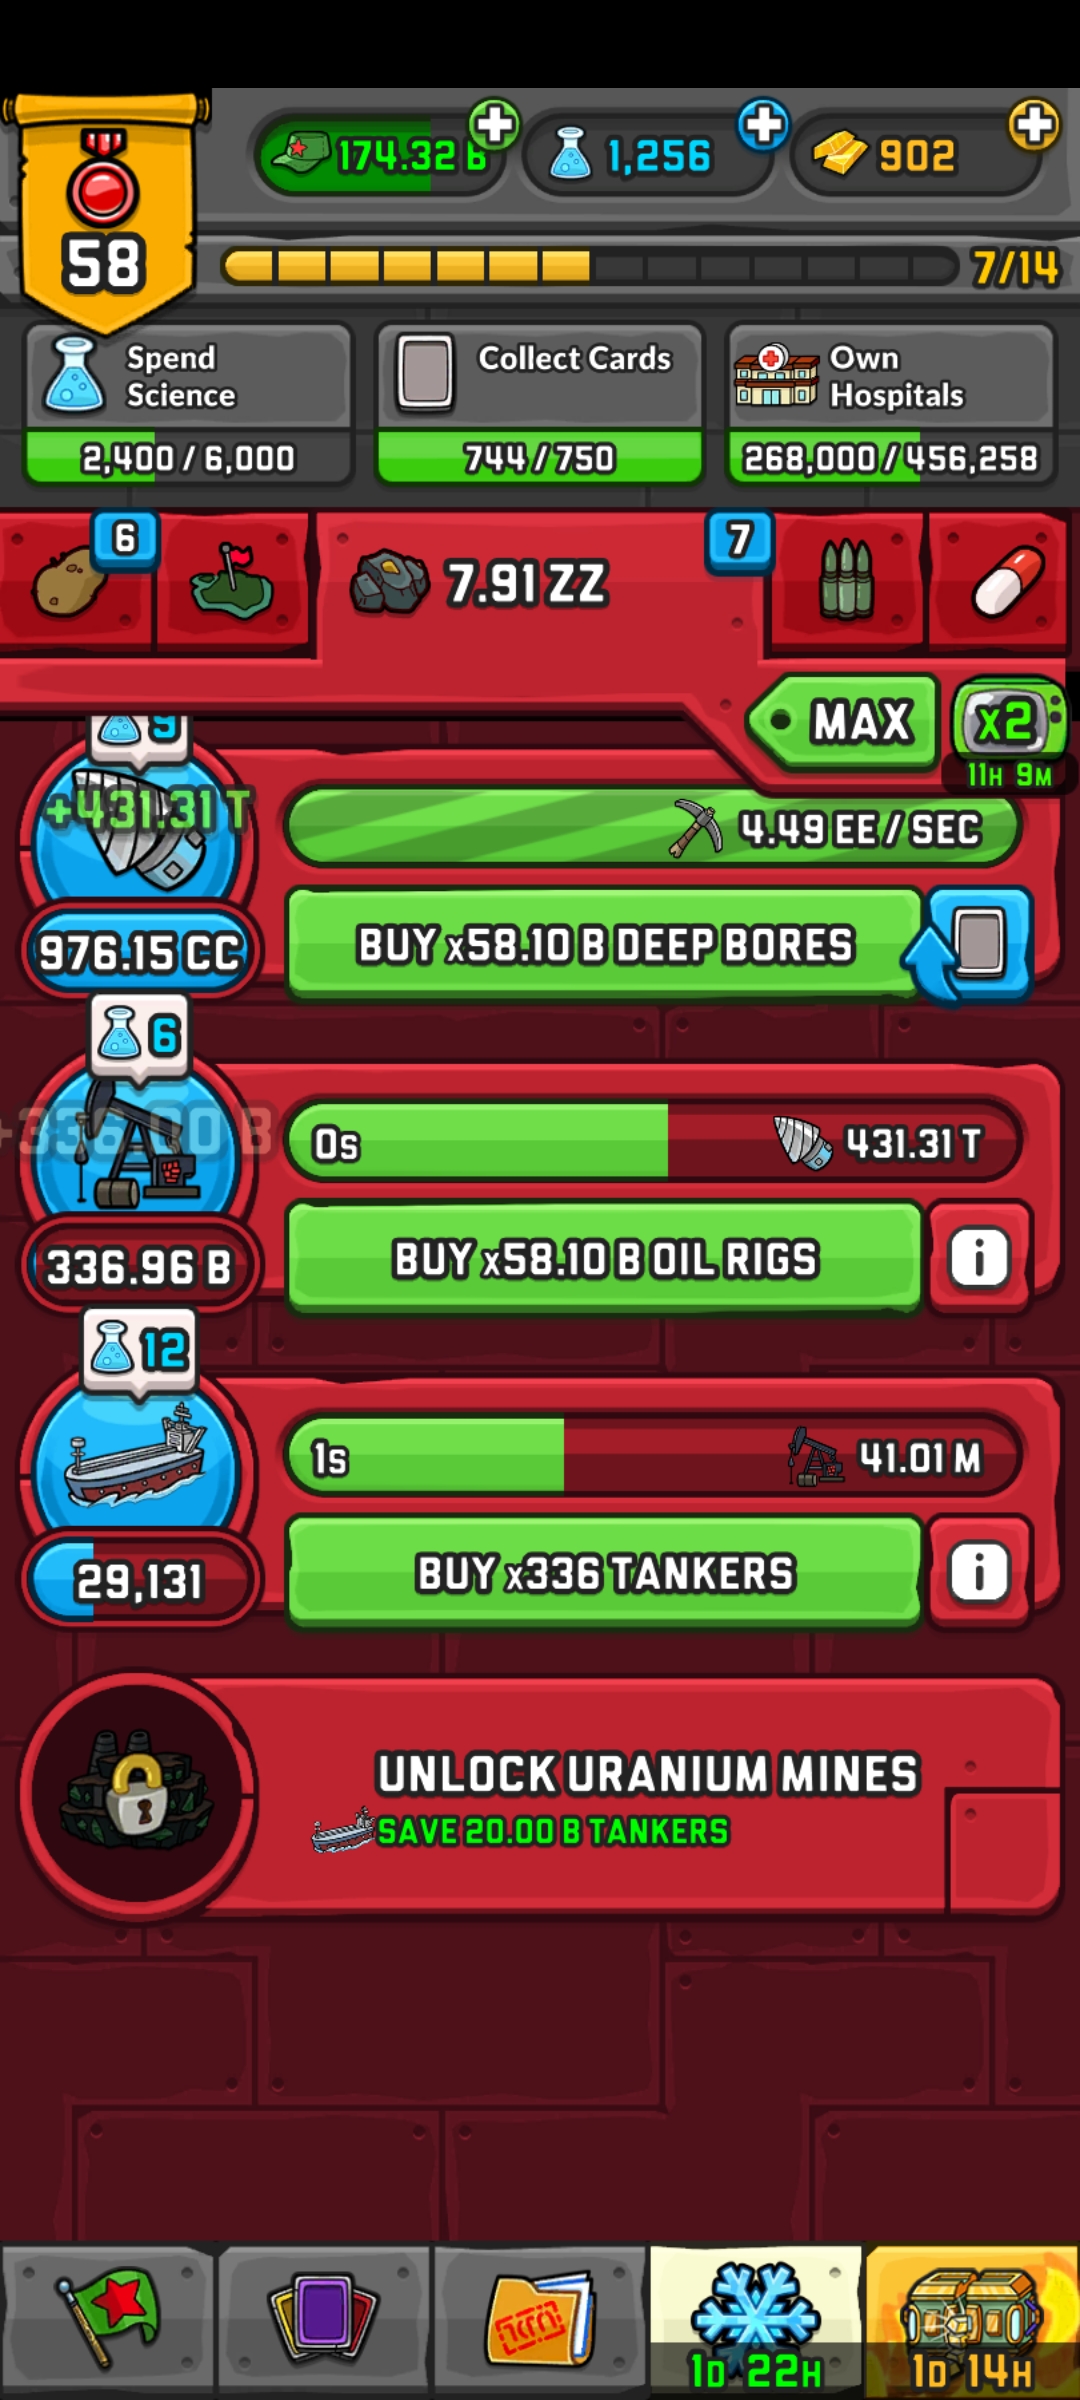 58
174.32 B
1,256
902
7/14
Spend
Science
2,400 / 6,000
Collect Cards
744 / 750
Own
Hospitals
268,000 / 456,258
6
7.91 ZZ
7
MAX
x2
11H 9M
9
+431.31 T
4.49 EE / SEC
976.15 CC
BUY x58.10 B DEEP BORES
6
+336.00 B
0s
431.31 T
336.96 B
BUY x58.10 B OIL RIGS
i
12
1s
41.01 M
29,131
BUY x336 TANKERS
i
UNLOCK URANIUM MINES
SAVE 20.00 B TANKERS
1D 22H
1D 14H